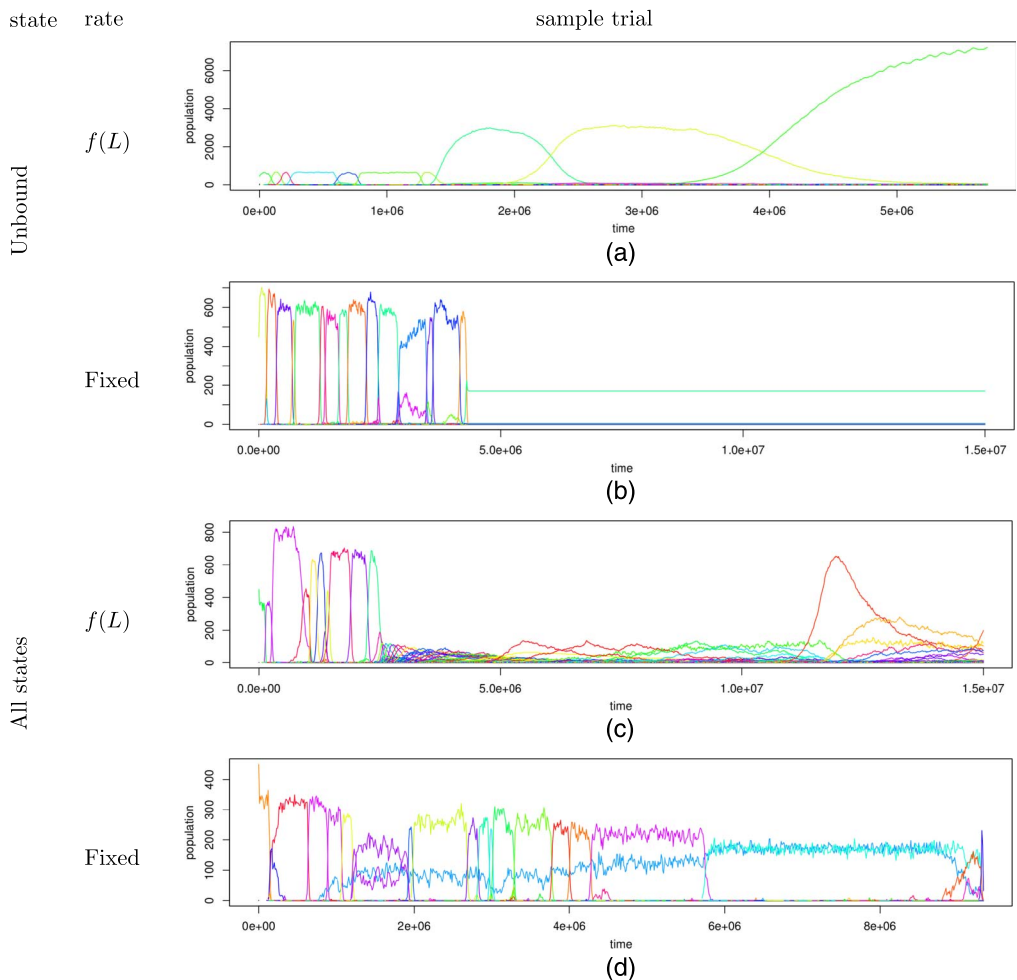 state rate sample trial
Unbound
f(L)
population
0 2000 4000 6000
0e+00 1e+06 2e+06 3e+06 4e+06 5e+06
time
(a)
Fixed
population
0 200 400 600
0.0e+00 5.0e+06 1.0e+07 1.5e+07
time
(b)
All states
f(L)
population
0 200 400 600 800
0.0e+00 5.0e+06 1.0e+07 1.5e+07
time
(c)
Fixed
population
0 100 200 300 400
0e+00 2e+06 4e+06 6e+06 8e+06
time
(d)